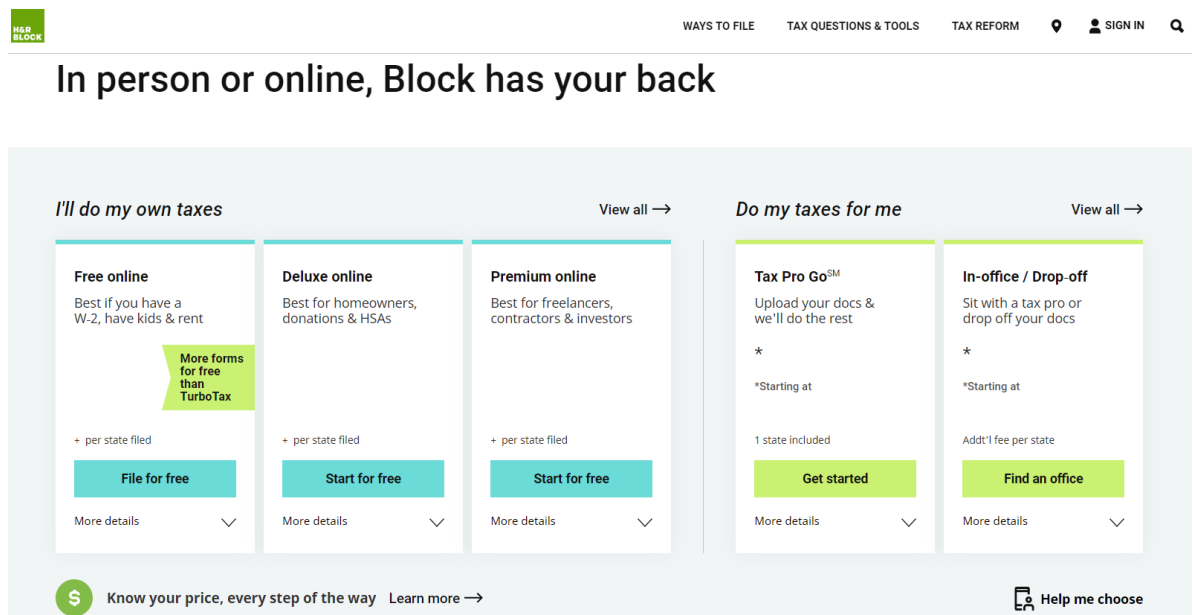 H&R
BLOCK
WAYS TO FILE
TAX QUESTIONS & TOOLS
TAX REFORM
SIGN IN
In person or online, Block has your back
I'll do my own taxes
View all
Do my taxes for me
View all
Free online
Best if you have a
W-2, have kids & rent
More forms
for free
than
TurboTax
+ per state filed
File for free
More details
Deluxe online
Best for homeowners,
donations & HSAs
+ per state filed
Start for free
More details
Premium online
Best for freelancers,
contractors & investors
+ per state filed
Start for free
More details
Tax Pro Go℠
Upload your docs &
we'll do the rest
*
*Starting at
1 state included
Get started
More details
In-office / Drop-off
Sit with a tax pro or
drop off your docs
*
*Starting at
Addt'l fee per state
Find an office
More details
$
Know your price, every step of the way Learn more
Help me choose